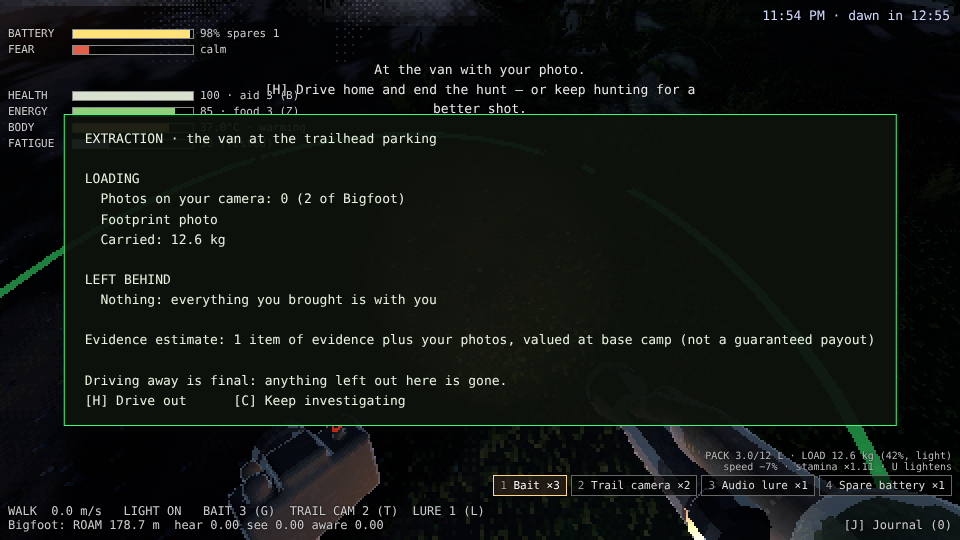 11:54 PM · dawn in 12:55
BATTERY 98% spares 1
FEAR calm
At the van with your photo.
[H] Drive home and end the hunt — or keep hunting for a
better shot.
HEALTH 100 · aid 3 (B)
ENERGY 85 · food 3 (Z)
BODY 37.0°C · warming
FATIGUE
EXTRACTION · the van at the trailhead parking
LOADING
Photos on your camera: 0 (2 of Bigfoot)
Footprint photo
Carried: 12.6 kg
LEFT BEHIND
Nothing: everything you brought is with you
Evidence estimate: 1 item of evidence plus your photos, valued at base camp (not a guaranteed payout)
Driving away is final: anything left out here is gone.
[H] Drive out [C] Keep investigating
PACK 3.0/12 L · LOAD 12.6 kg (42%, light)
speed −7% · stamina ×1.11 · U lightens
1 Bait ×3 2 Trail camera ×2 3 Audio lure ×1 4 Spare battery ×1
WALK 0.0 m/s LIGHT ON BAIT 3 (G) TRAIL CAM 2 (T) LURE 1 (L)
Bigfoot: ROAM 178.7 m hear 0.00 see 0.00 aware 0.00
[J] Journal (0)